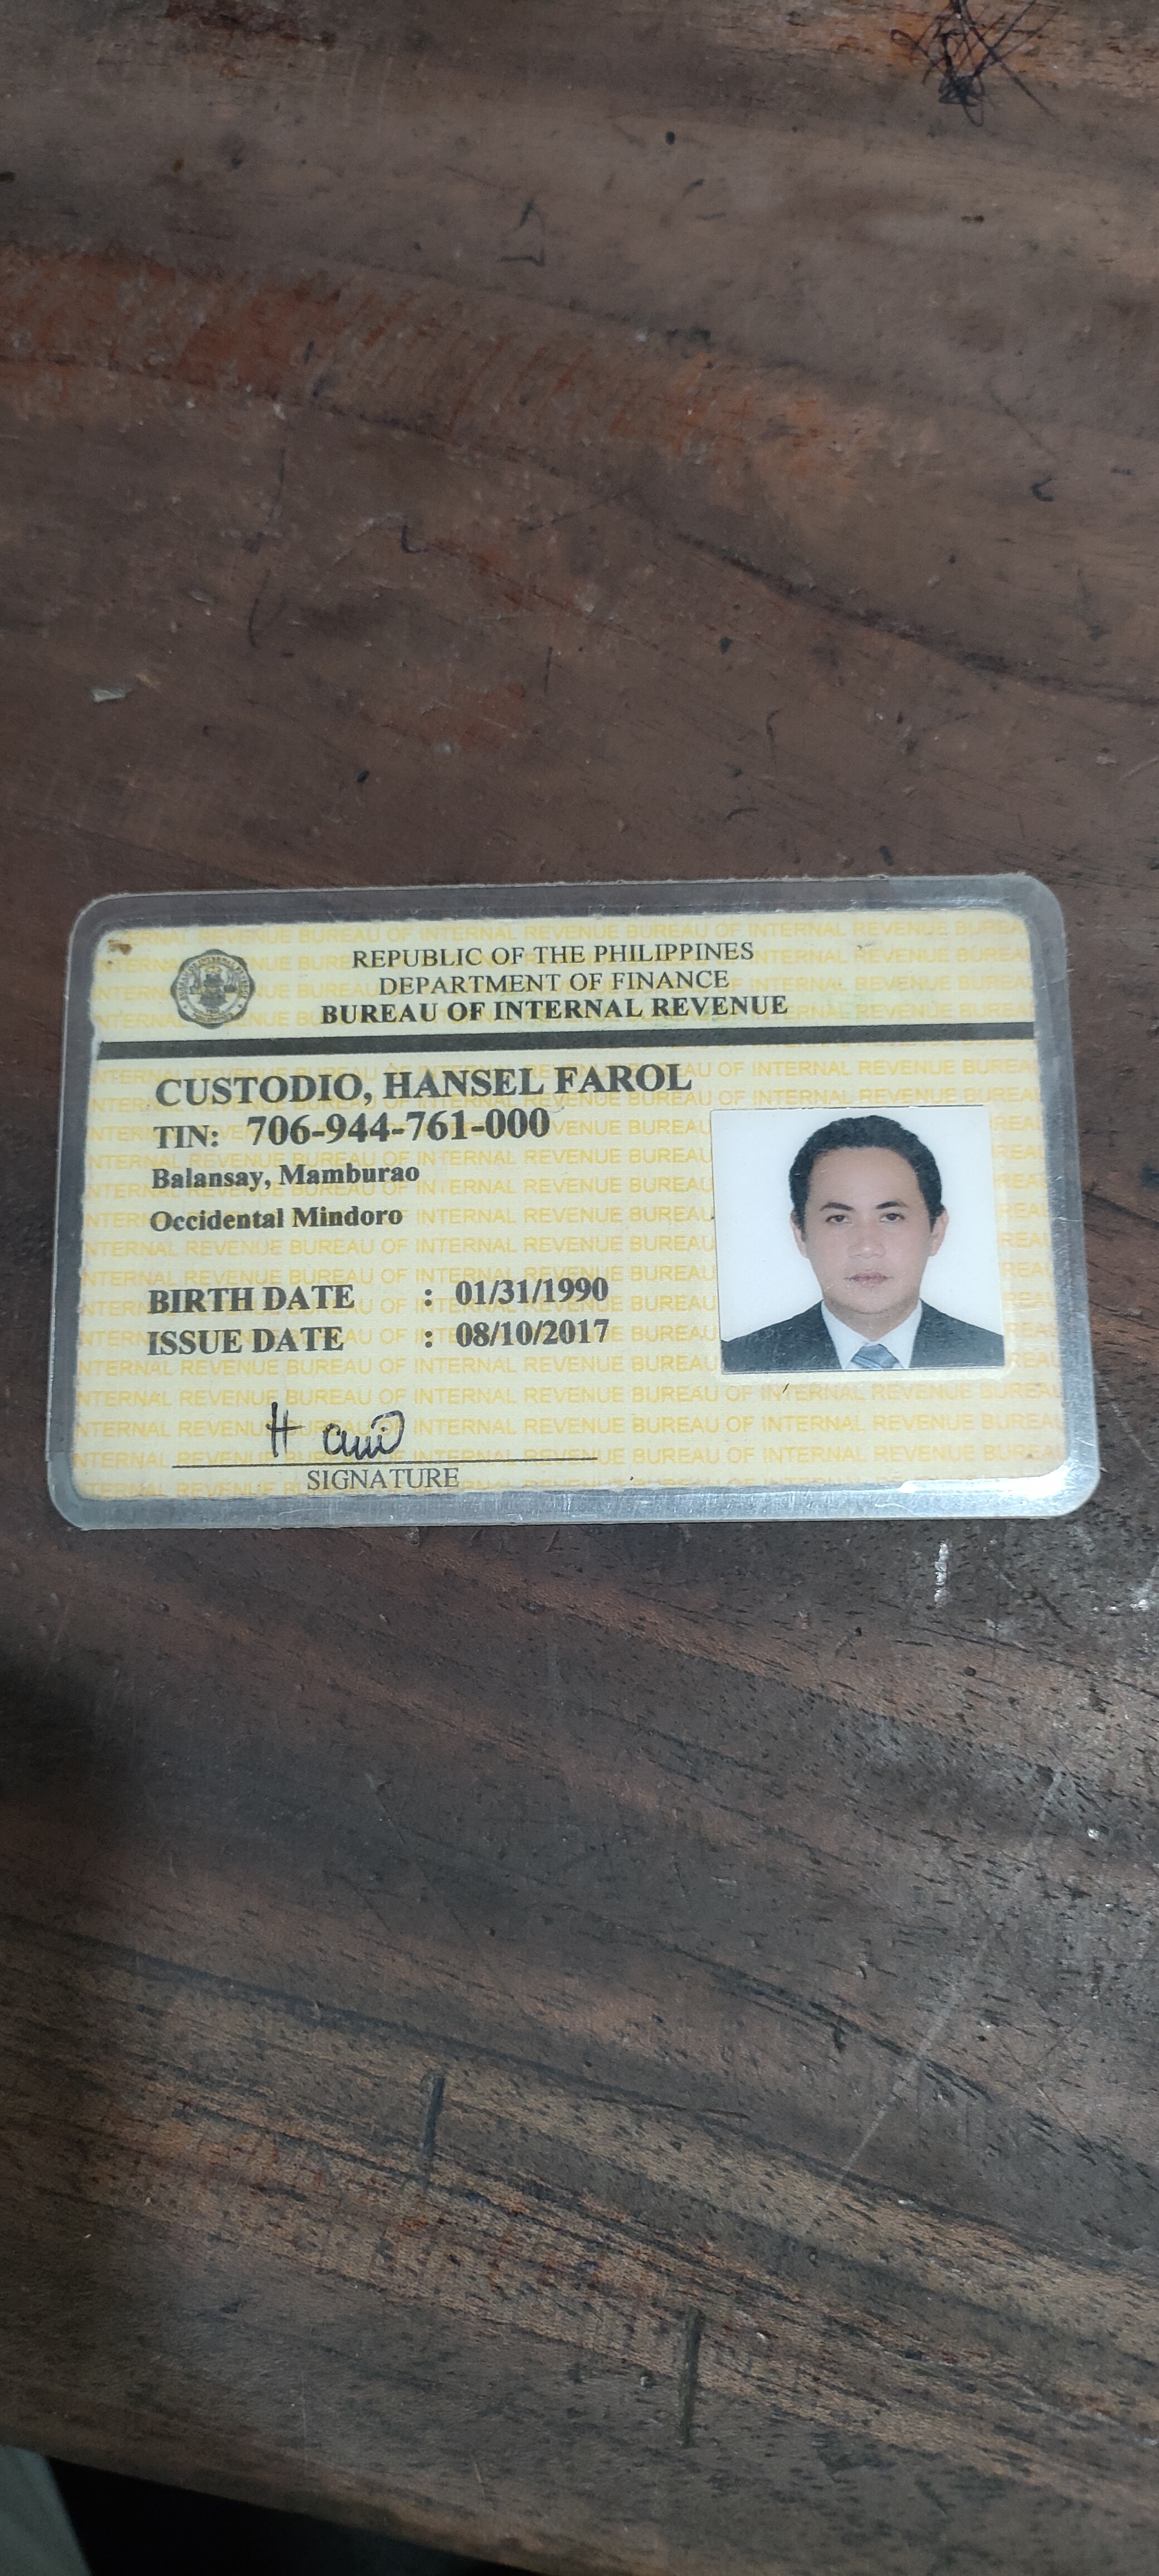 REPUBLIC OF THE PHILIPPINES
DEPARTMENT OF FINANCE
BUREAU OF INTERNAL REVENUE
CUSTODIO, HANSEL FAROL
TIN: 706-944-761-000
Balansay, Mamburao
Occidental Mindoro
BIRTH DATE : 01/31/1990
ISSUE DATE : 08/10/2017
SIGNATURE